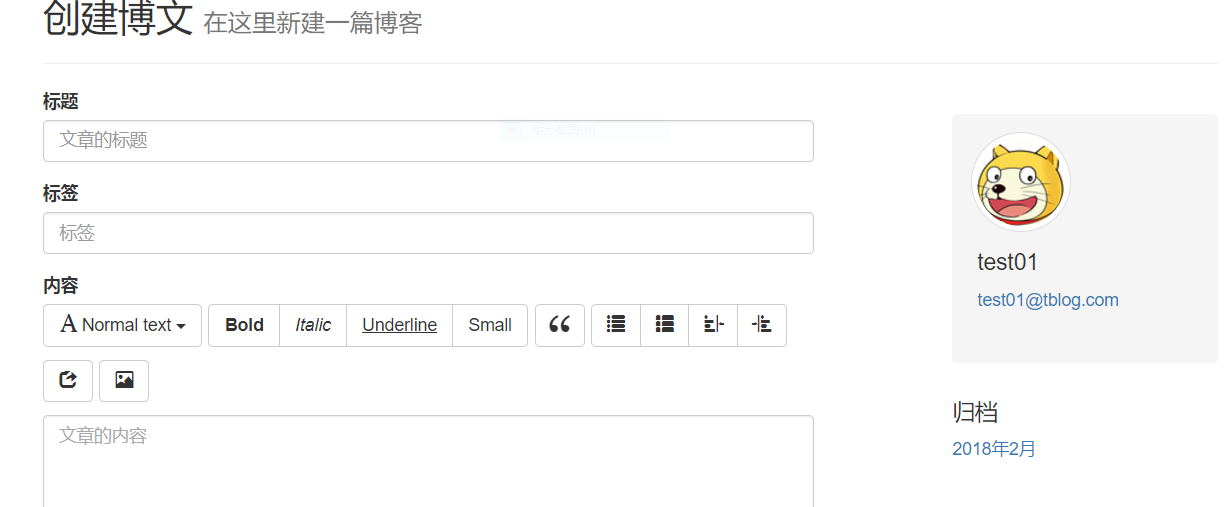 创建博文 在这里新建一篇博客
标题
文章的标题
标签
标签
内容
A Normal text
Bold
Italic
Underline
Small
文章的内容
test01
test01@tblog.com
归档
2018年2月